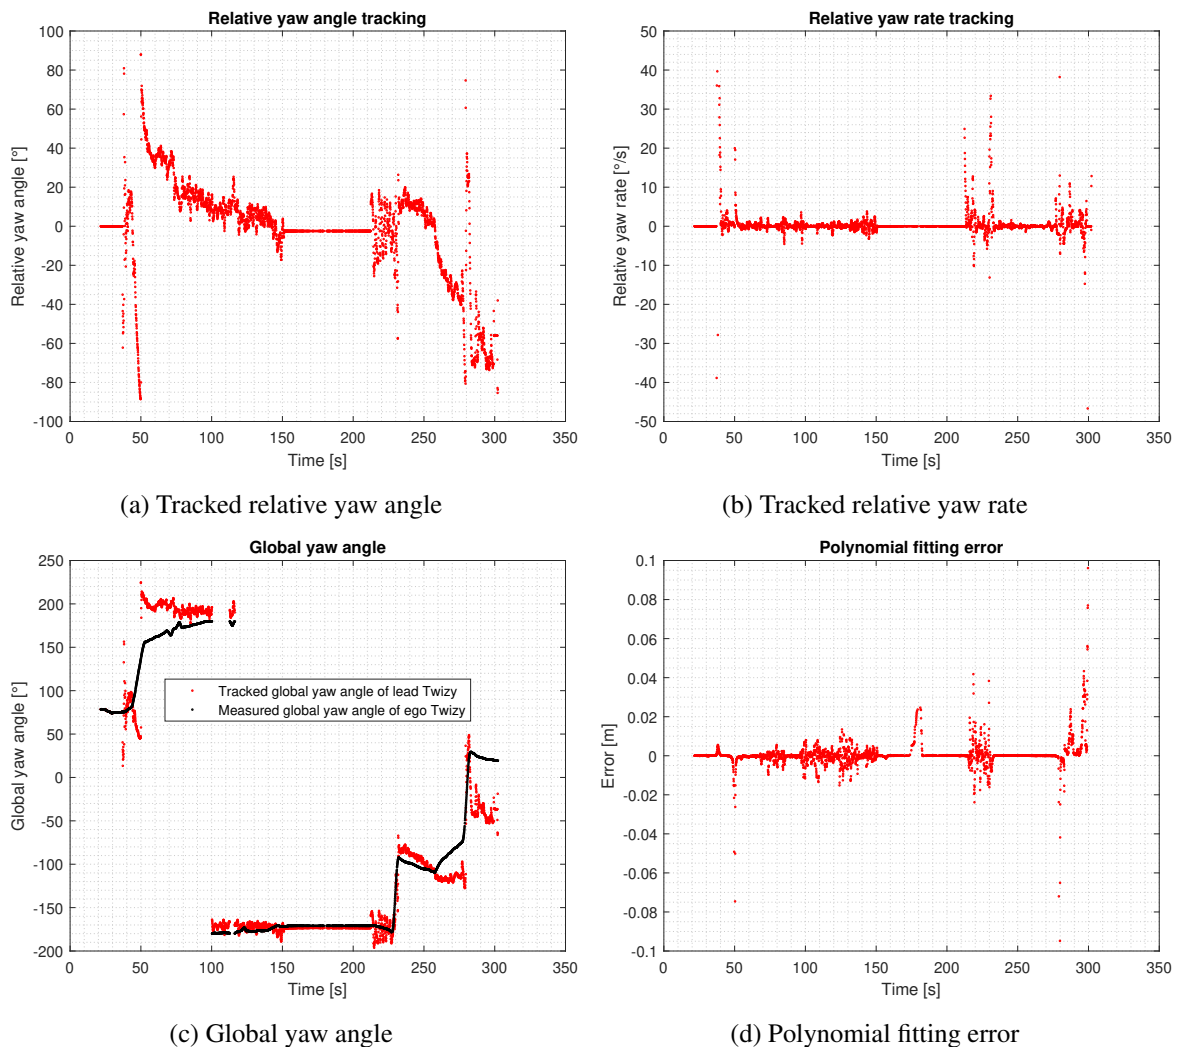 Relative yaw angle tracking
100
80
60
40
20
0
-20
-40
-60
-80
-100
Relative yaw angle [°]
0 50 100 150 200 250 300 350
Time [s]
(a) Tracked relative yaw angle
Relative yaw rate tracking
50
40
30
20
10
0
-10
-20
-30
-40
-50
Relative yaw rate [°/s]
0 50 100 150 200 250 300 350
Time [s]
(b) Tracked relative yaw rate
Global yaw angle
250
200
150
100
50
0
-50
-100
-150
-200
Global yaw angle [°]
Tracked global yaw angle of lead Twizy
Measured global yaw angle of ego Twizy
0 50 100 150 200 250 300 350
Time [s]
(c) Global yaw angle
Polynomial fitting error
0.1
0.08
0.06
0.04
0.02
0
-0.02
-0.04
-0.06
-0.08
-0.1
Error [m]
0 50 100 150 200 250 300 350
Time [s]
(d) Polynomial fitting error